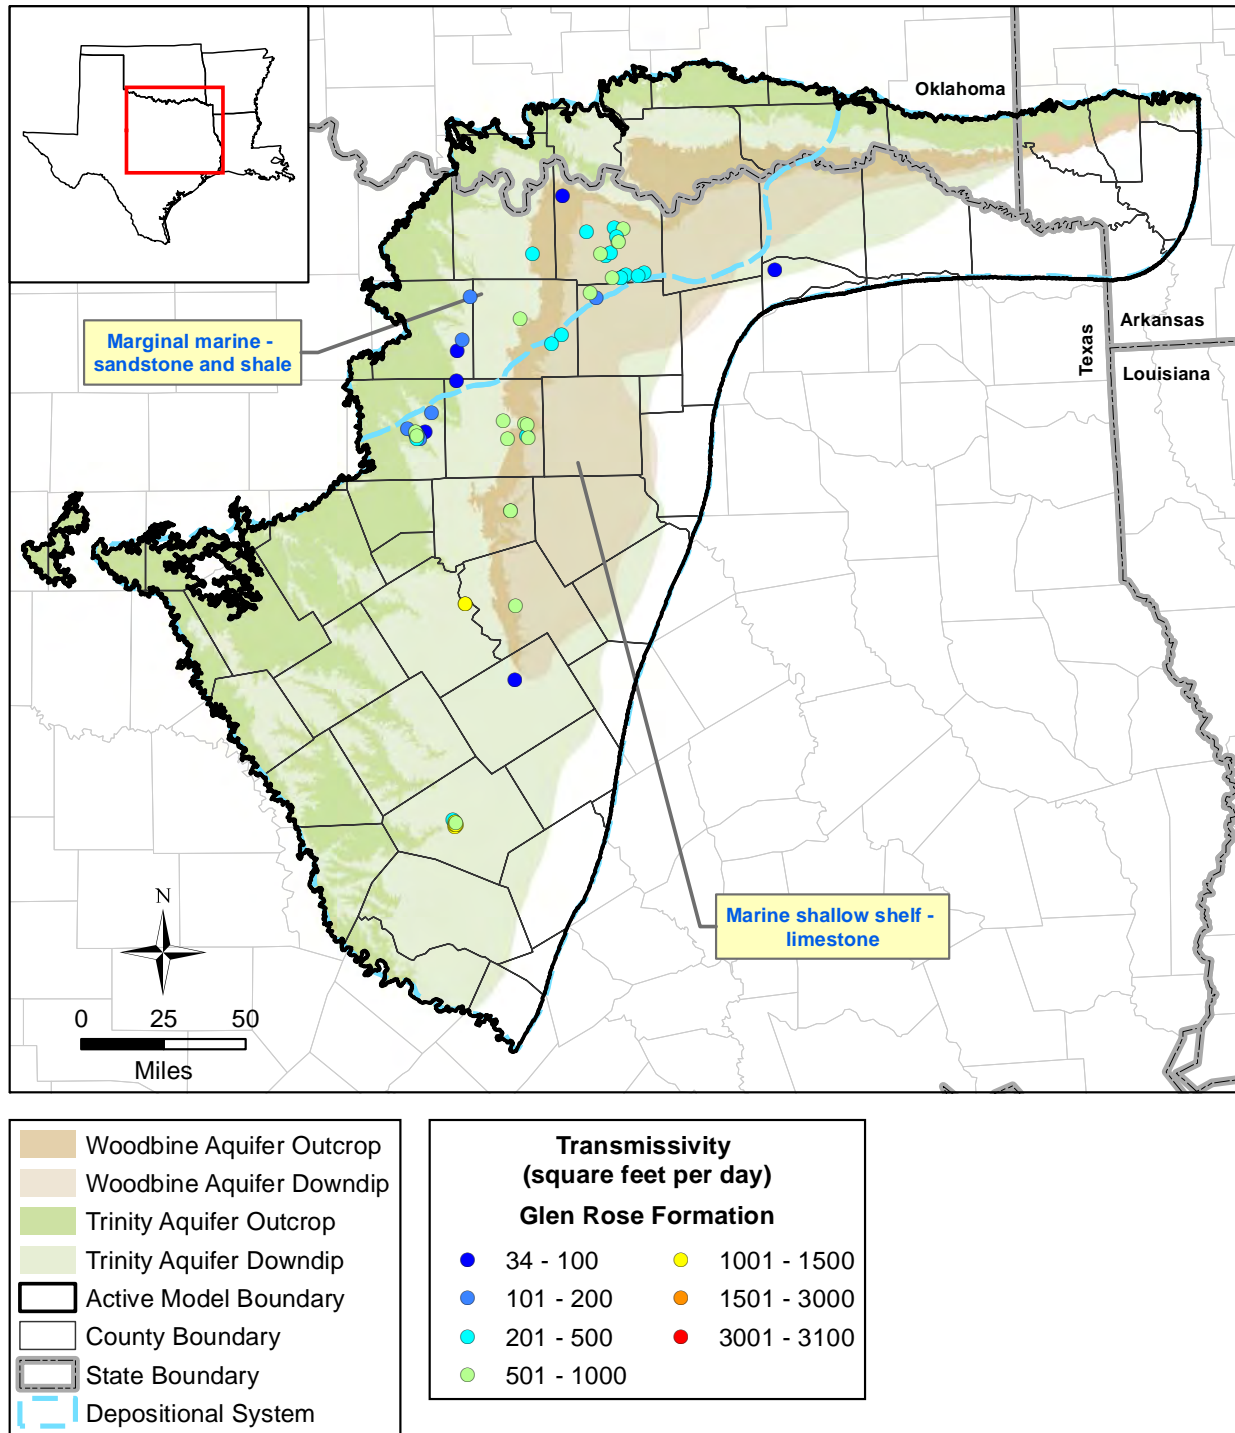 Oklahoma
Arkansas
Texas
Louisiana
Marginal marine -
sandstone and shale
Marine shallow shelf -
limestone
N
0 25 50
Miles
Woodbine Aquifer Outcrop
Woodbine Aquifer Downdip
Trinity Aquifer Outcrop
Trinity Aquifer Downdip
Active Model Boundary
County Boundary
State Boundary
Depositional System
Transmissivity
(square feet per day)
Glen Rose Formation
34 - 100
101 - 200
201 - 500
501 - 1000
1001 - 1500
1501 - 3000
3001 - 3100